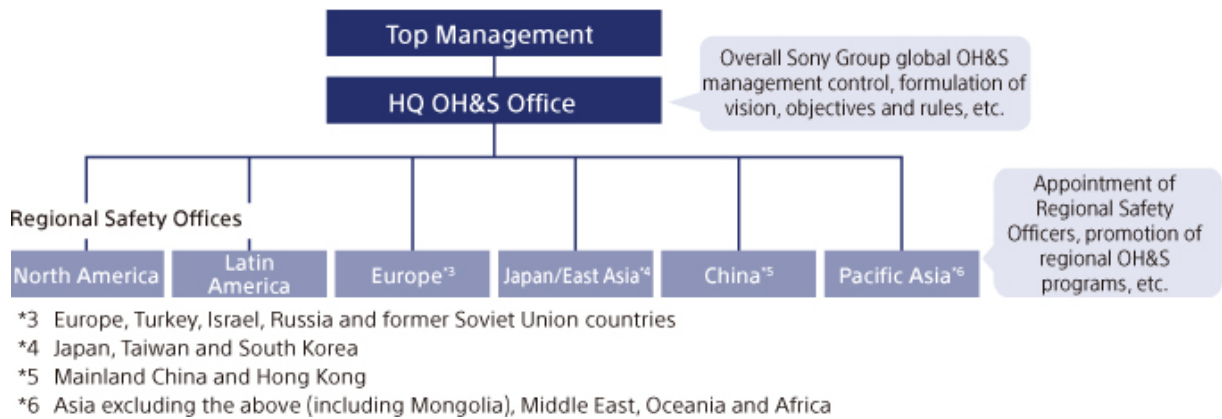 Top Management
HQ OH&S Office
Overall Sony Group global OH&S
management control, formulation of
vision, objectives and rules, etc.
Regional Safety Offices
North America
Latin
America
Europe*3
Japan/East Asia*4
China*5
Pacific Asia*6
Appointment of
Regional Safety
Officers, promotion of
regional OH&S
programs, etc.
*3 Europe, Turkey, Israel, Russia and former Soviet Union countries
*4 Japan, Taiwan and South Korea
*5 Mainland China and Hong Kong
*6 Asia excluding the above (including Mongolia), Middle East, Oceania and Africa